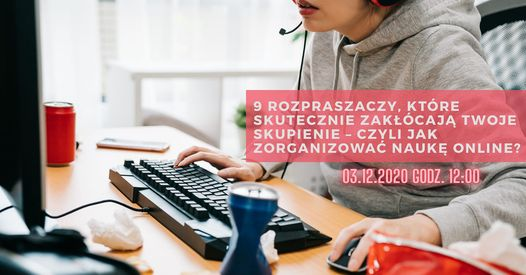 9 ROZPRASZACZY, KTÓRE
SKUTECZNIE ZAKŁÓCAJĄ TWOJE
SKUPIENIE – CZYLI JAK
ZORGANIZOWAĆ NAUKĘ ONLINE?
03.12.2020 GODZ. 12:00